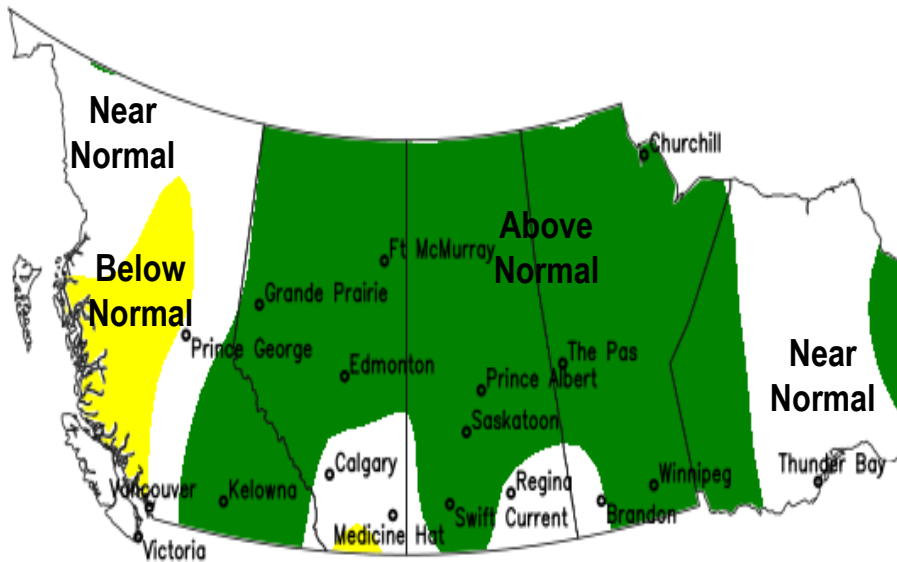 Near
Normal
Churchill
Above
Normal
Ft McMurray
Below
Normal
Grande Prairie
Prince George
Edmonton
The Pas
Prince Albert
Near
Normal
Saskatoon
Calgary
Regina
Winnipeg
Thunder Bay
Vancouver
Kelowna
Medicine Hat
Swift Current
Brandon
Victoria